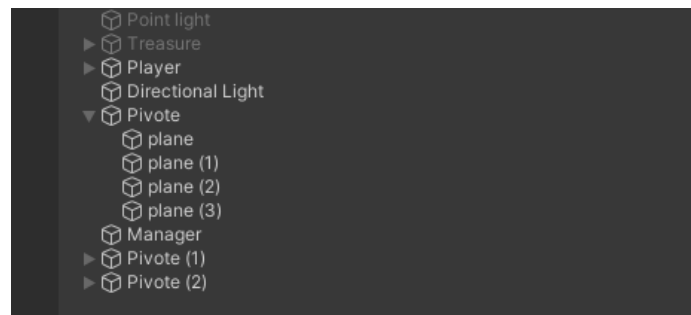 Point light
Treasure
Player
Directional Light
Pivote
plane
plane (1)
plane (2)
plane (3)
Manager
Pivote (1)
Pivote (2)